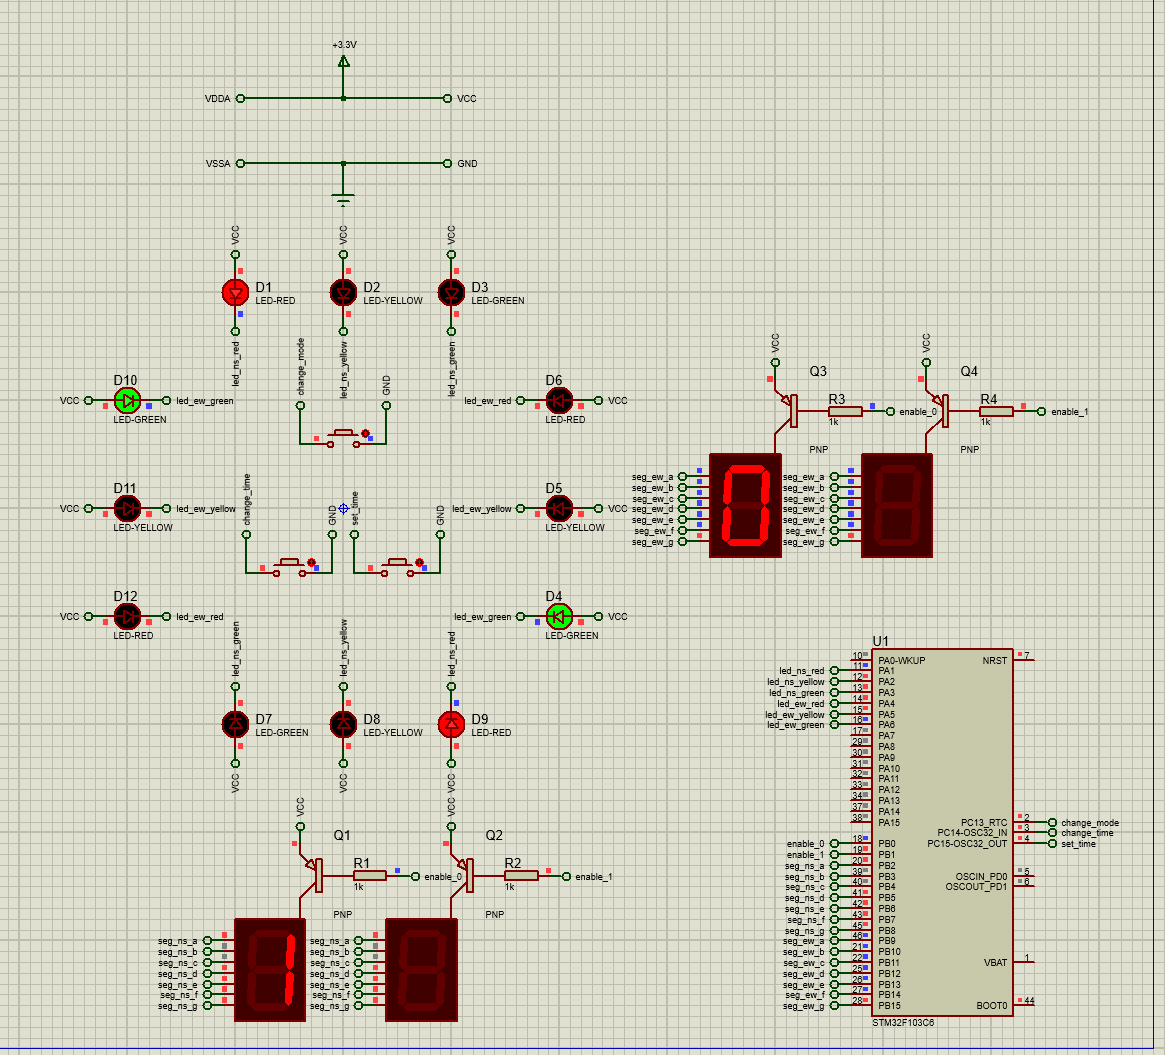 +3.3V
VDDA
VCC
VSSA
GND
VCC
VCC
VCC
D1
LED-RED
D2
LED-YELLOW
D3
LED-GREEN
led_ns_red
change_mode
led_ns_yellow
GND
led_ns_green
D10
VCC
led_ew_green
LED-GREEN
D6
led_ew_red
VCC
LED-RED
VCC
Q3
VCC
Q4
R3
enable_0
1k
R4
enable_1
1k
PNP
PNP
D11
VCC
led_ew_yellow
LED-YELLOW
change_time
GND
set_time
GND
D5
led_ew_yellow
VCC
LED-YELLOW
seg_ew_a
seg_ew_b
seg_ew_c
seg_ew_d
seg_ew_e
seg_ew_f
seg_ew_g
0
seg_ew_a
seg_ew_b
seg_ew_c
seg_ew_d
seg_ew_e
seg_ew_f
seg_ew_g
D12
VCC
led_ew_red
LED-RED
D4
led_ew_green
VCC
LED-GREEN
led_ns_green
led_ns_yellow
led_ns_red
D7
LED-GREEN
D8
LED-YELLOW
D9
LED-RED
VCC
VCC
VCC
VCC
VCC
Q1
Q2
R1
enable_0
1k
R2
enable_1
1k
PNP
PNP
seg_ns_a
seg_ns_b
seg_ns_c
seg_ns_d
seg_ns_e
seg_ns_f
seg_ns_g
1
seg_ns_a
seg_ns_b
seg_ns_c
seg_ns_d
seg_ns_e
seg_ns_f
seg_ns_g
U1
10 PA0-WKUP NRST 7
led_ns_red 11 PA1
led_ns_yellow 12 PA2
led_ns_green 13 PA3
led_ew_red 14 PA4
led_ew_yellow 15 PA5
led_ew_green 16 PA6
17 PA7
29 PA8
30 PA9
31 PA10
32 PA11
33 PA12
34 PA13
37 PA14
38 PA15
PC13_RTC 2 change_mode
PC14-OSC32_IN 3 change_time
PC15-OSC32_OUT 4 set_time
enable_0 18 PB0
enable_1 19 PB1
seg_ns_a 20 PB2
seg_ns_b 39 PB3
seg_ns_c 40 PB4
seg_ns_d 41 PB5
seg_ns_e 42 PB6
seg_ns_f 43 PB7
seg_ns_g 45 PB8
seg_ew_a 46 PB9
seg_ew_b 21 PB10
seg_ew_c 22 PB11
seg_ew_d 25 PB12
seg_ew_e 26 PB13
seg_ew_f 27 PB14
seg_ew_g 28 PB15
OSCIN_PD0 5
OSCOUT_PD1 6
VBAT 1
BOOT0 44
STM32F103C6